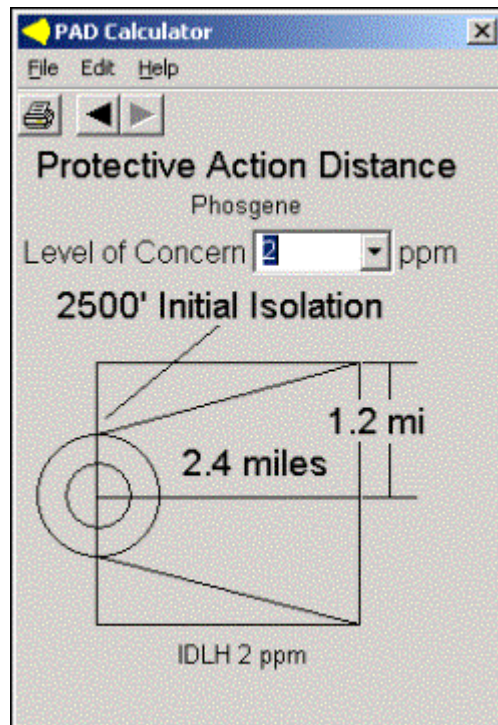 PAD Calculator
File Edit Help
Protective Action Distance
Phosgene
Level of Concern 2 ppm
2500' Initial Isolation
1.2 mi
2.4 miles
IDLH 2 ppm